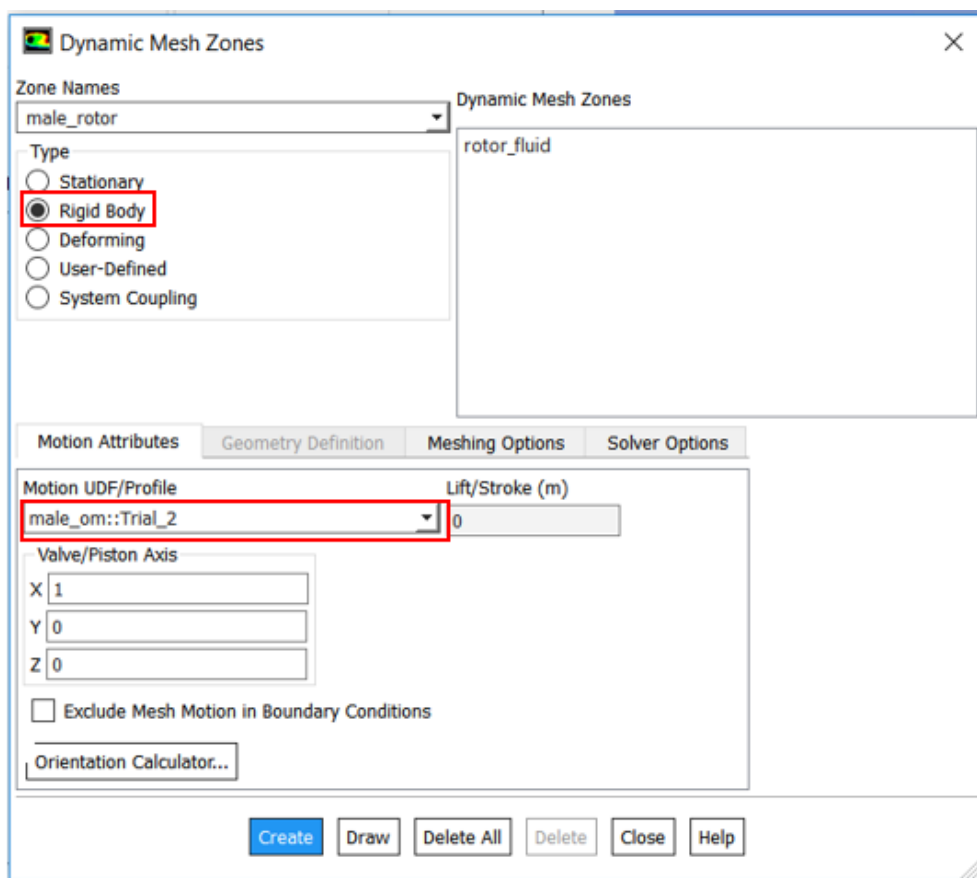 Dynamic Mesh Zones
Zone Names
male_rotor
Type
Stationary
Rigid Body
Deforming
User-Defined
System Coupling
Dynamic Mesh Zones
rotor_fluid
Motion Attributes Geometry Definition Meshing Options Solver Options
Motion UDF/Profile Lift/Stroke (m)
male_om::Trial_2 0
Valve/Piston Axis
X 1
Y 0
Z 0
Exclude Mesh Motion in Boundary Conditions
Orientation Calculator...
Create Draw Delete All Delete Close Help